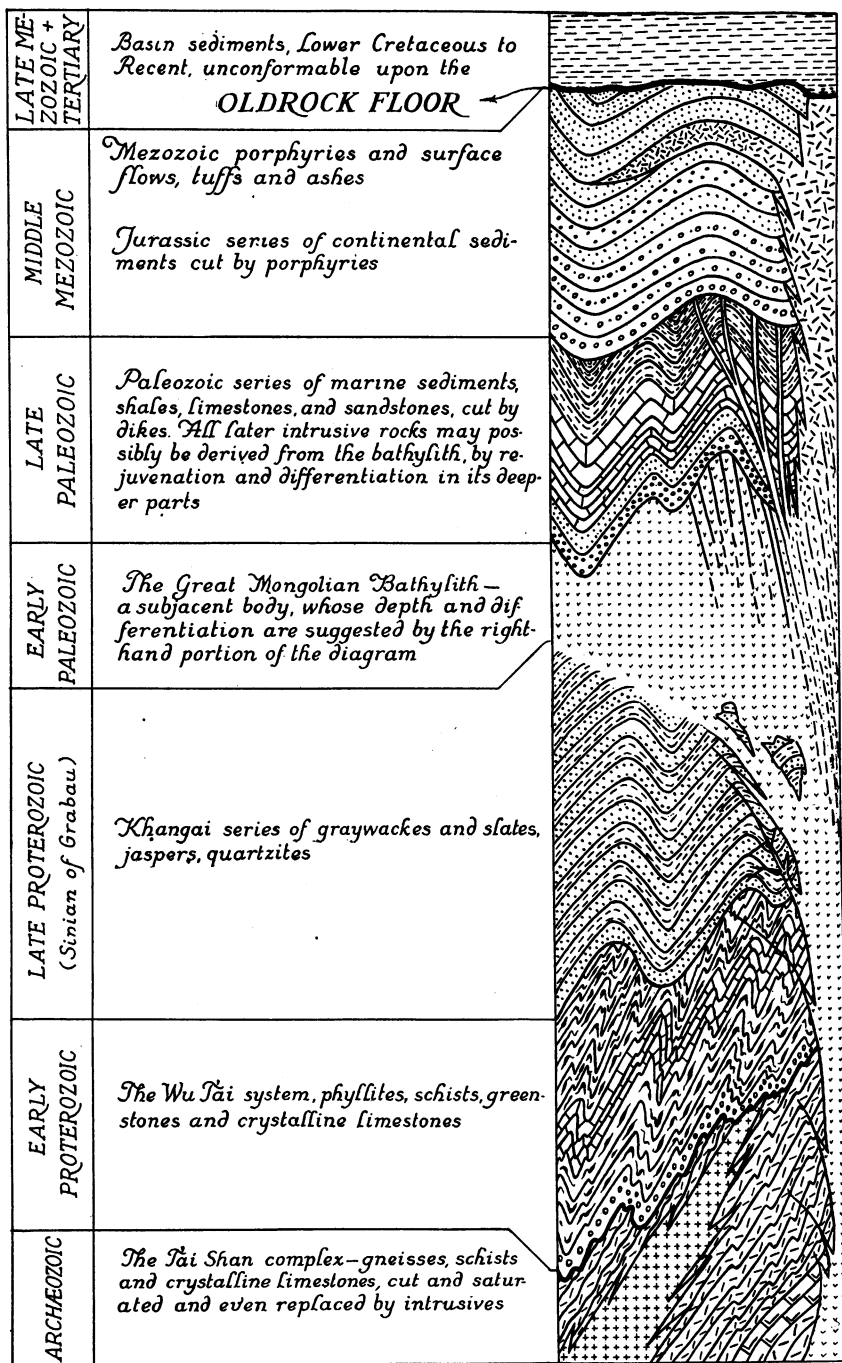 LATE ME-
ZOZOIC +
TERTIARY
Basin sediments, Lower Cretaceous to
Recent, unconformable upon the
OLDROCK FLOOR
MIDDLE
MEZOZOIC
Mezozoic porphyries and surface
flows, tuffs and ashes
Jurassic series of continental sedi-
ments cut by porphyries
LATE
PALEOZOIC
Paleozoic series of marine sediments,
shales, limestones, and sandstones, cut by
dikes. All later intrusive rocks may pos-
sibly be derived from the bathylith, by re-
juvenation and differentiation in its deep-
er parts
EARLY
PALEOZOIC
The Great Mongolian Bathylith —
a subjacent body, whose depth and dif
ferentiation are suggested by the right-
hand portion of the diagram
LATE PROTEROZOIC
(Sinian of Grabau)
Khangai series of graywackes and slates,
jaspers, quartzites
EARLY
PROTEROZOIC
The Wu Tai system, phyllites, schists, green-
stones and crystalline limestones
ARCHÆOZOIC
The Tai Shan complex—gneisses, schists
and crystalline limestones, cut and satur-
ated and even replaced by intrusives